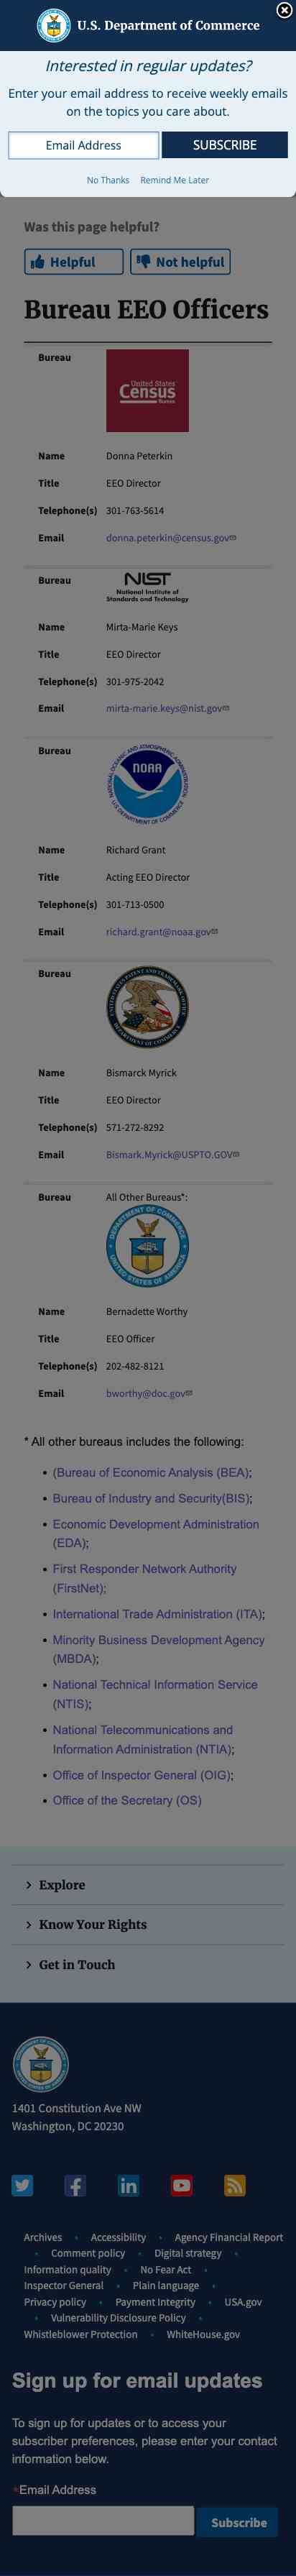 U.S. Department of Commerce
Interested in regular updates?
Enter your email address to receive weekly emails
on the topics you care about.
Email Address SUBSCRIBE
No Thanks Remind Me Later
Was this page helpful?
Helpful Not helpful
Bureau EEO Officers
Bureau
United States®
Census
Bureau
Name Donna Peterkin
Title EEO Director
Telephone(s) 301-763-5614
Email donna.peterkin@census.gov
Bureau NIST
National Institute of
Standards and Technology
Name Mirta-Marie Keys
Title EEO Director
Telephone(s) 301-975-2042
Email mirta-marie.keys@nist.gov
Bureau
NATIONAL OCEANIC AND ATMOSPHERIC ADMINISTRATION
NOAA
U.S. DEPARTMENT OF COMMERCE
Name Richard Grant
Title Acting EEO Director
Telephone(s) 301-713-0500
Email richard.grant@noaa.gov
Bureau
UNITED STATES PATENT AND TRADEMARK OFFICE
DEPARTMENT OF COMMERCE
Name Bismarck Myrick
Title EEO Director
Telephone(s) 571-272-8292
Email Bismark.Myrick@USPTO.GOV
Bureau All Other Bureaus*:
DEPARTMENT OF COMMERCE
UNITED STATES OF AMERICA
Name Bernadette Worthy
Title EEO Officer
Telephone(s) 202-482-8121
Email bworthy@doc.gov
* All other bureaus includes the following:
• (Bureau of Economic Analysis (BEA);
• Bureau of Industry and Security(BIS);
• Economic Development Administration
(EDA);
• First Responder Network Authority
(FirstNet);
• International Trade Administration (ITA);
• Minority Business Development Agency
(MBDA);
• National Technical Information Service
(NTIS);
• National Telecommunications and
Information Administration (NTIA);
• Office of Inspector General (OIG);
• Office of the Secretary (OS)
Explore
Know Your Rights
Get in Touch
1401 Constitution Ave NW
Washington, DC 20230
Archives • Accessibility • Agency Financial Report
• Comment policy • Digital strategy •
Information quality • No Fear Act •
Inspector General • Plain language •
Privacy policy • Payment Integrity • USA.gov
• Vulnerability Disclosure Policy •
Whistleblower Protection • WhiteHouse.gov
Sign up for email updates
To sign up for updates or to access your
subscriber preferences, please enter your contact
information below.
*Email Address
Subscribe